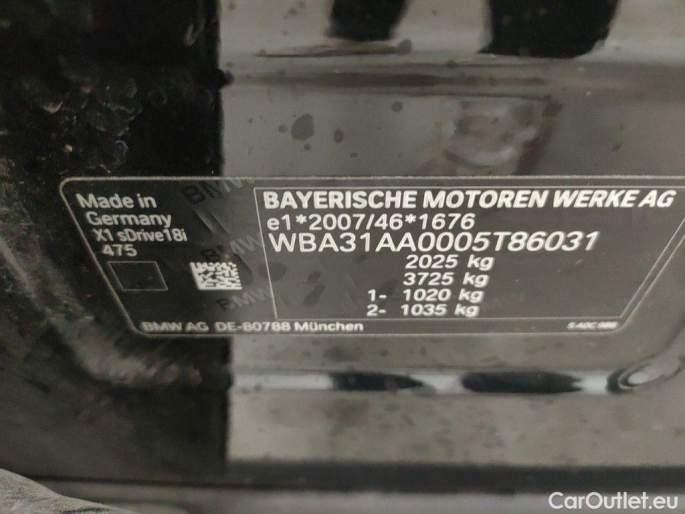 Made in
Germany
X1 sDrive18i
475
BAYERISCHE MOTOREN WERKE AG
e1*2007/46*1676
WBA31AA0005T86031
2025 kg
3725 kg
1- 1020 kg
2- 1035 kg
BMW AG DE-80788 München
CarOutlet.eu